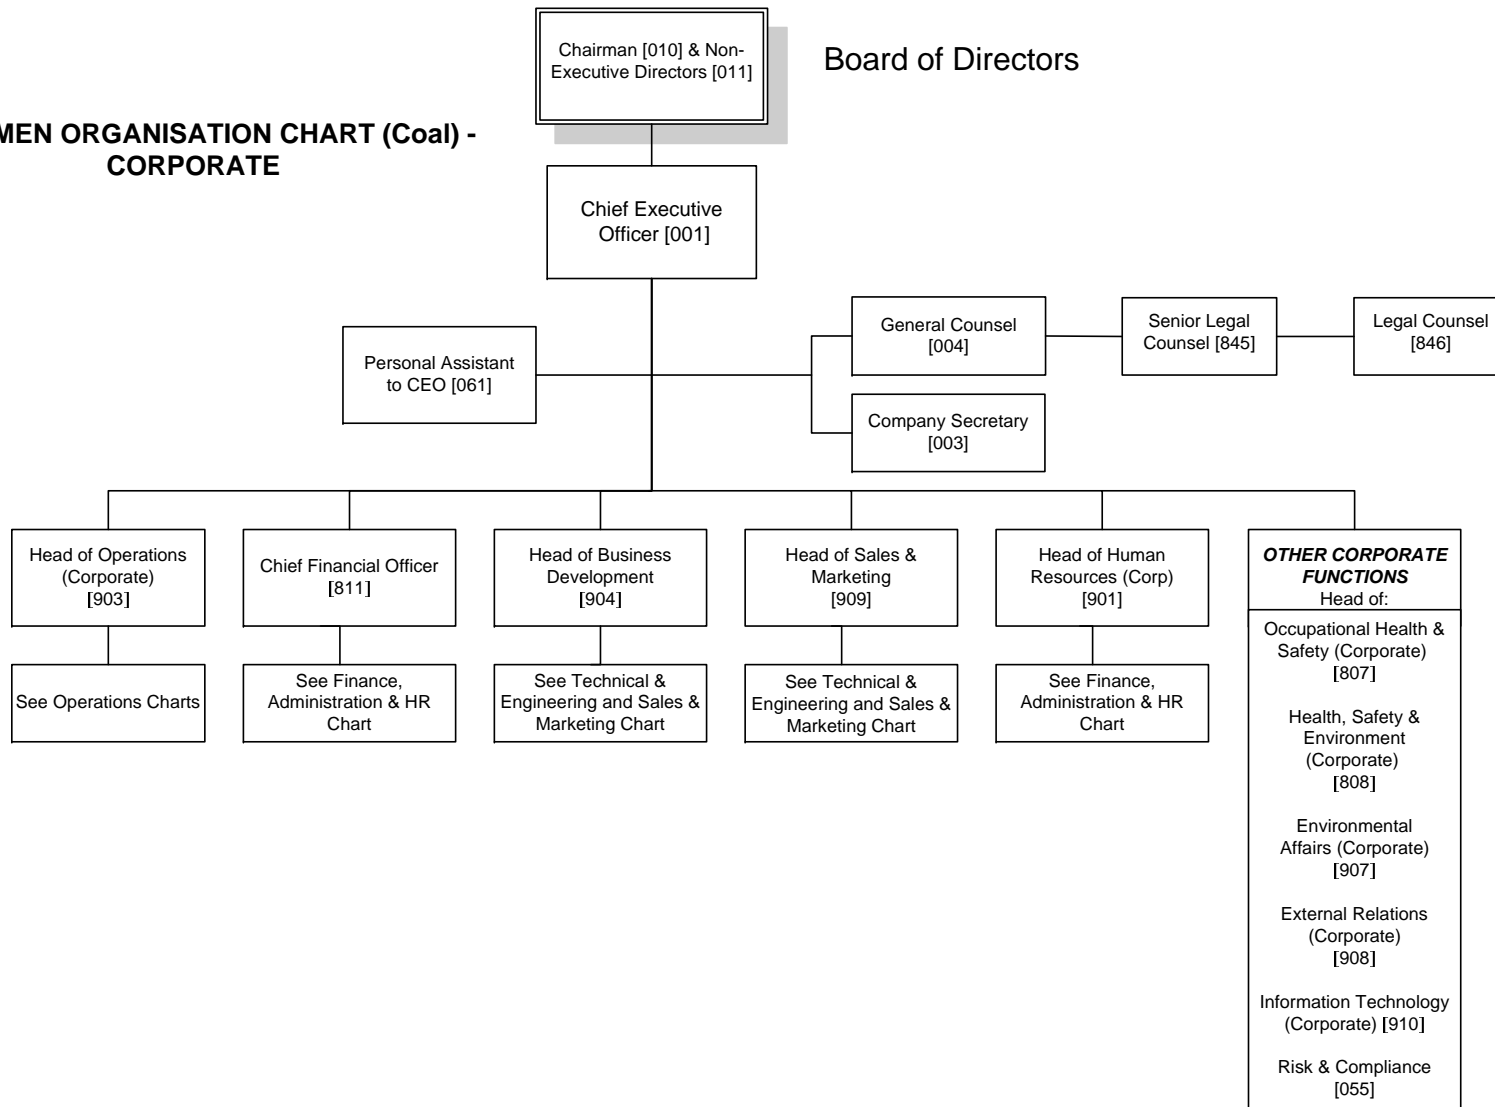 Chairman [010] & Non-
Executive Directors [011]
Board of Directors
MEN ORGANISATION CHART (Coal) -
CORPORATE
Chief Executive
Officer [001]
Personal Assistant
to CEO [061]
General Counsel
[004]
Senior Legal
Counsel [845]
Legal Counsel
[846]
Company Secretary
[003]
Head of Operations
(Corporate)
[903]
Chief Financial Officer
[811]
Head of Business
Development
[904]
Head of Sales &
Marketing
[909]
Head of Human
Resources (Corp)
[901]
OTHER CORPORATE
FUNCTIONS
Head of:
See Operations Charts
See Finance,
Administration & HR
Chart
See Technical &
Engineering and Sales &
Marketing Chart
See Technical &
Engineering and Sales &
Marketing Chart
See Finance,
Administration & HR
Chart
Occupational Health &
Safety (Corporate)
[807]
Health, Safety &
Environment
(Corporate)
[808]
Environmental
Affairs (Corporate)
[907]
External Relations
(Corporate)
[908]
Information Technology
(Corporate) [910]
Risk & Compliance
[055]